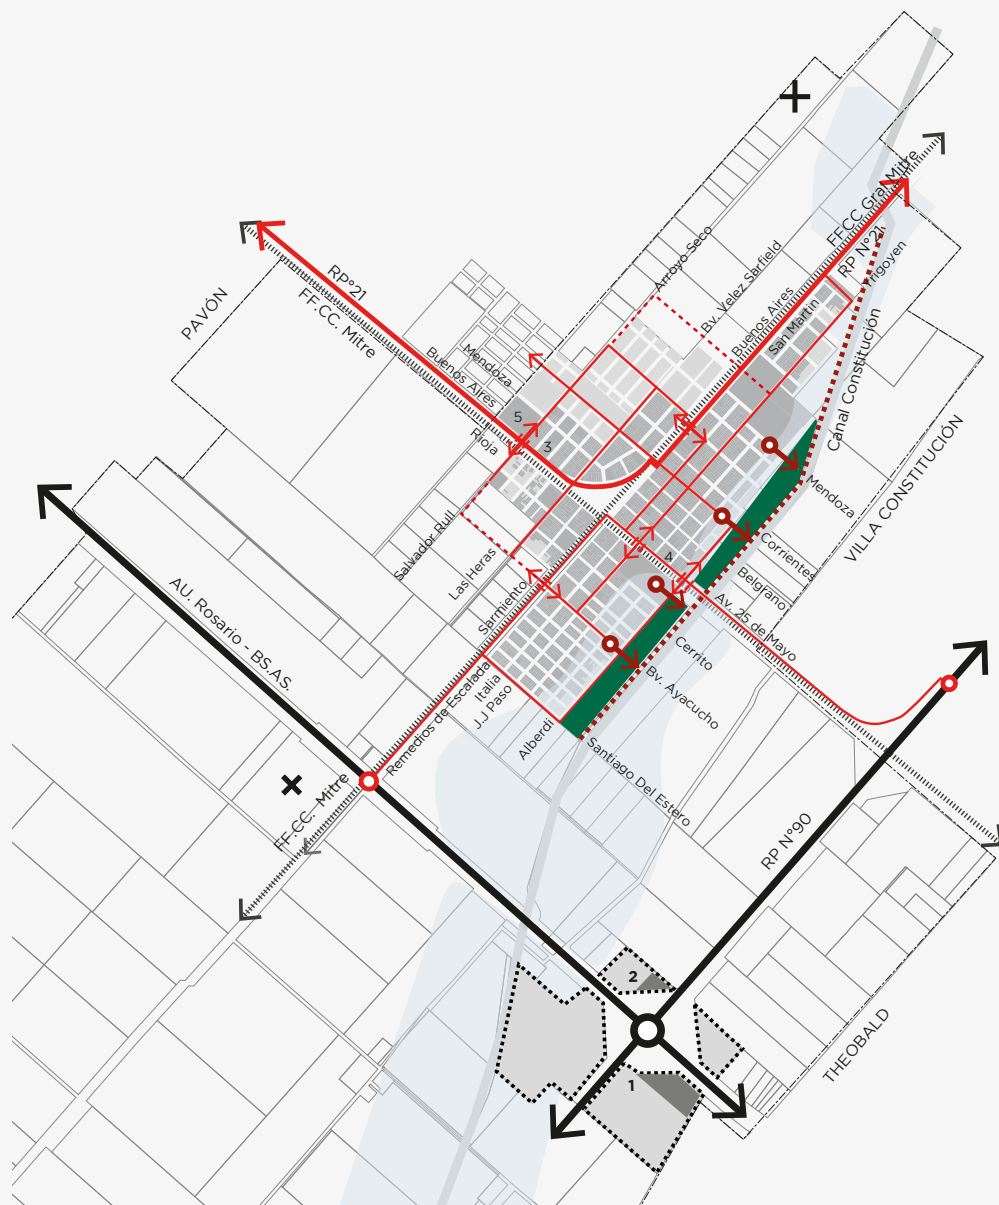 FFCC Gral Mitre
RP N°21
Irigoyen
Arroyo Seco
Bv. Velez Sarfield
Buenos Aires
San Martin
Canal Constitución
PAVÓN
RP°21
FF.CC. Mitre
Mendoza
Buenos Aires
Rioja
5
3
4
Salvador Rull
Las Heras
Sarmiento
Remedios de Escalada
Italia
J.J Paso
Alberdi
Mendoza
Corrientes
Belgrano
Av. 25 de Mayo
Cerrito
Bv. Ayacucho
Santiago Del Estero
VILLA CONSTITUCIÓN
AU. Rosario - BS.AS.
FF.CC. Mitre
RP N°90
THEOBALD
2
1